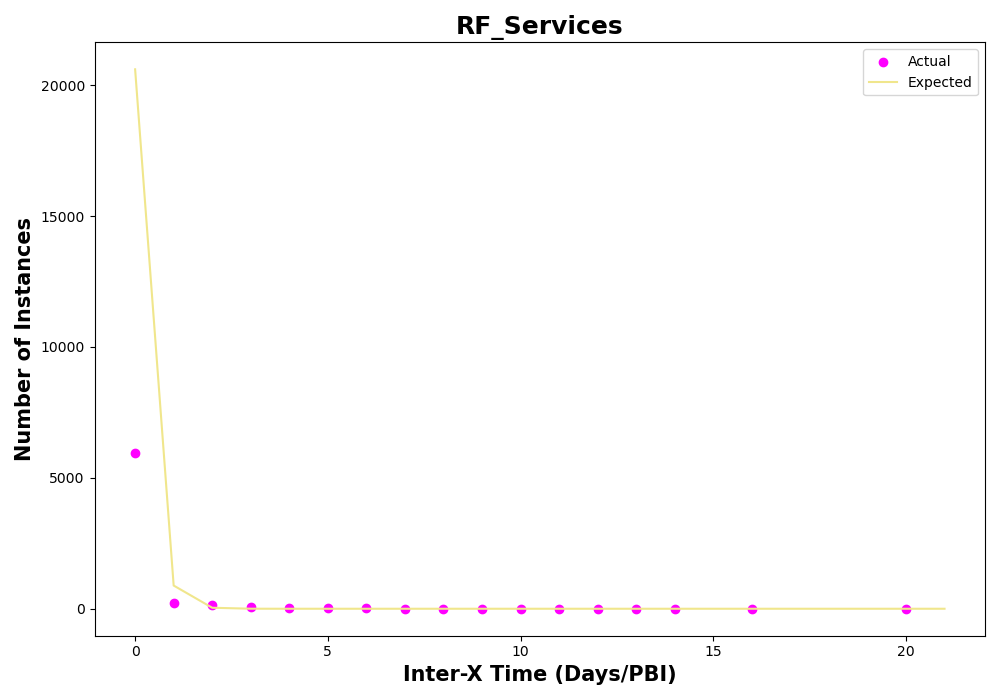 RF_Services
Actual
Expected
20000
15000
10000
5000
0
Number of Instances
0 5 10 15 20
Inter-X Time (Days/PBI)